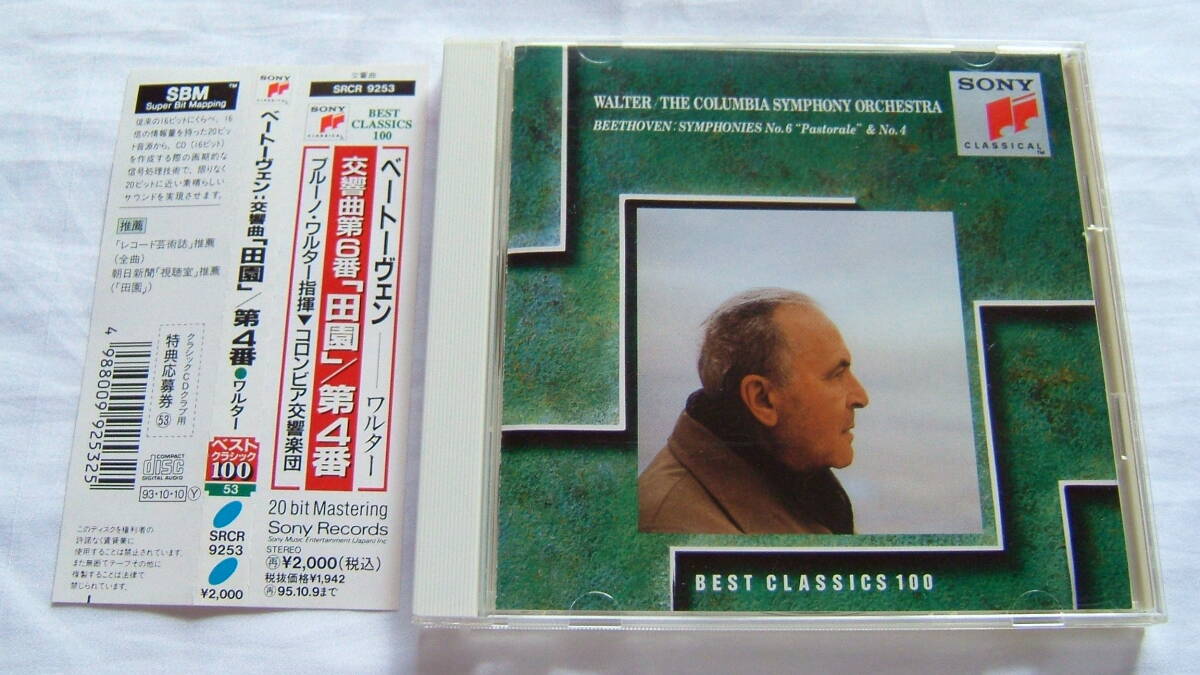 SBM TM
Super Bit Mapping
従来の16ビットにくらべ、16
倍の情報量を持った20ビッ
ト音源から、CD(16ビット)
を作成する際の画期的な
信号処理技術で、限りなく
20ビットに近い素晴らしい
サウンドを実現させます。
推薦
「レコード芸術誌」推薦
(全曲)
朝日新聞「視聴室」推薦
(「田園」)
クラシックCDクラブ用
特典応募券
53
4 988009 925325
COMPACT
disc
DIGITAL AUDIO
93・10・10 Y
このディスクを権利者の
許諾なく賃貸業に
使用することは禁止されています。
また無断でテープその他に
複製することは法律で
禁じられています。
SONY
ベートーヴェン:交響曲「田園」/第4番●ワルター
ベスト
クラシック
100
53
SRCR
9253
¥2,000
交響曲
SRCR 9253
SONY
BEST
CLASSICS
100
ベートーヴェン――ワルター
交響曲第6番「田園」/第4番
ブルーノ・ワルター指揮▼コロンビア交響楽団
20 bit Mastering
Sony Records
Sony Music Entertainment (Japan) Inc.
STEREO
再¥2,000(税込)
税抜価格¥1,942
再95.10.9まで
WALTER / THE COLUMBIA SYMPHONY ORCHESTRA
BEETHOVEN: SYMPHONIES No.6 "Pastorale" & No.4
SONY
CLASSICAL TM
BEST CLASSICS 100